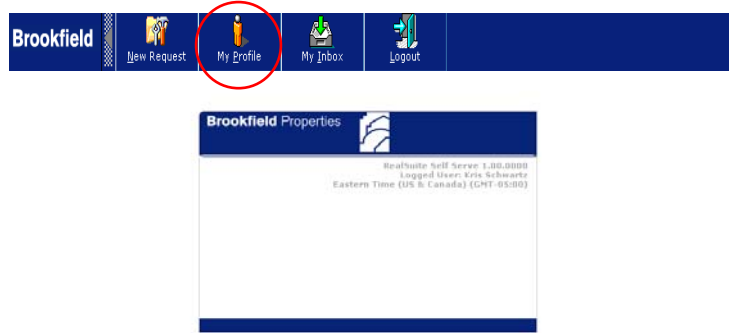 Brookfield
New Request
My Profile
My Inbox
Logout
Brookfield Properties
RealSuite Self Serve 1.80.0000
Logged User: Kris Schwartz
Eastern Time (US & Canada) (GMT-05:00)